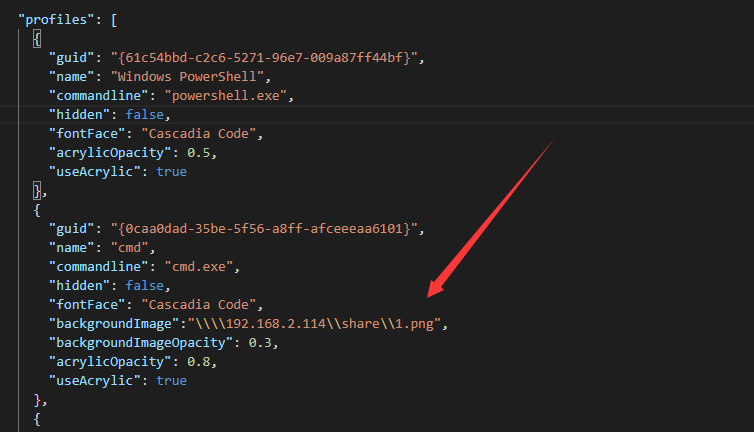 "profiles": [
{
"guid": "{61c54bbd-c2c6-5271-96e7-009a87ff44bf}",
"name": "Windows PowerShell",
"commandline": "powershell.exe",
"hidden": false,
"fontFace": "Cascadia Code",
"acrylicOpacity": 0.5,
"useAcrylic": true
},
{
"guid": "{0caa0dad-35be-5f56-a8ff-afceeeaa6101}",
"name": "cmd",
"commandline": "cmd.exe",
"hidden": false,
"fontFace": "Cascadia Code",
"backgroundImage":"\\\\192.168.2.114\\share\\1.png",
"backgroundImageOpacity": 0.3,
"acrylicOpacity": 0.8,
"useAcrylic": true
},
{